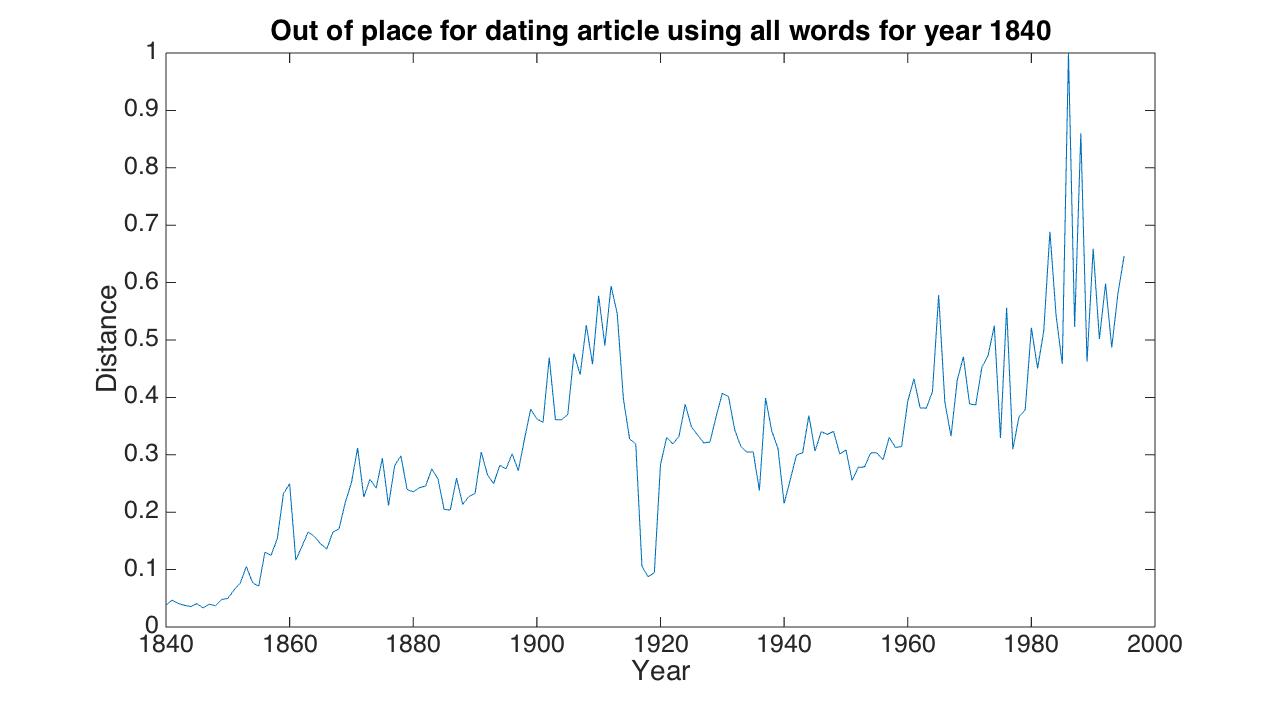 Out of place for dating article using all words for year 1840
1
0.9
0.8
0.7
0.6
0.5
0.4
0.3
0.2
0.1
0
Distance
1840 1860 1880 1900 1920 1940 1960 1980 2000
Year